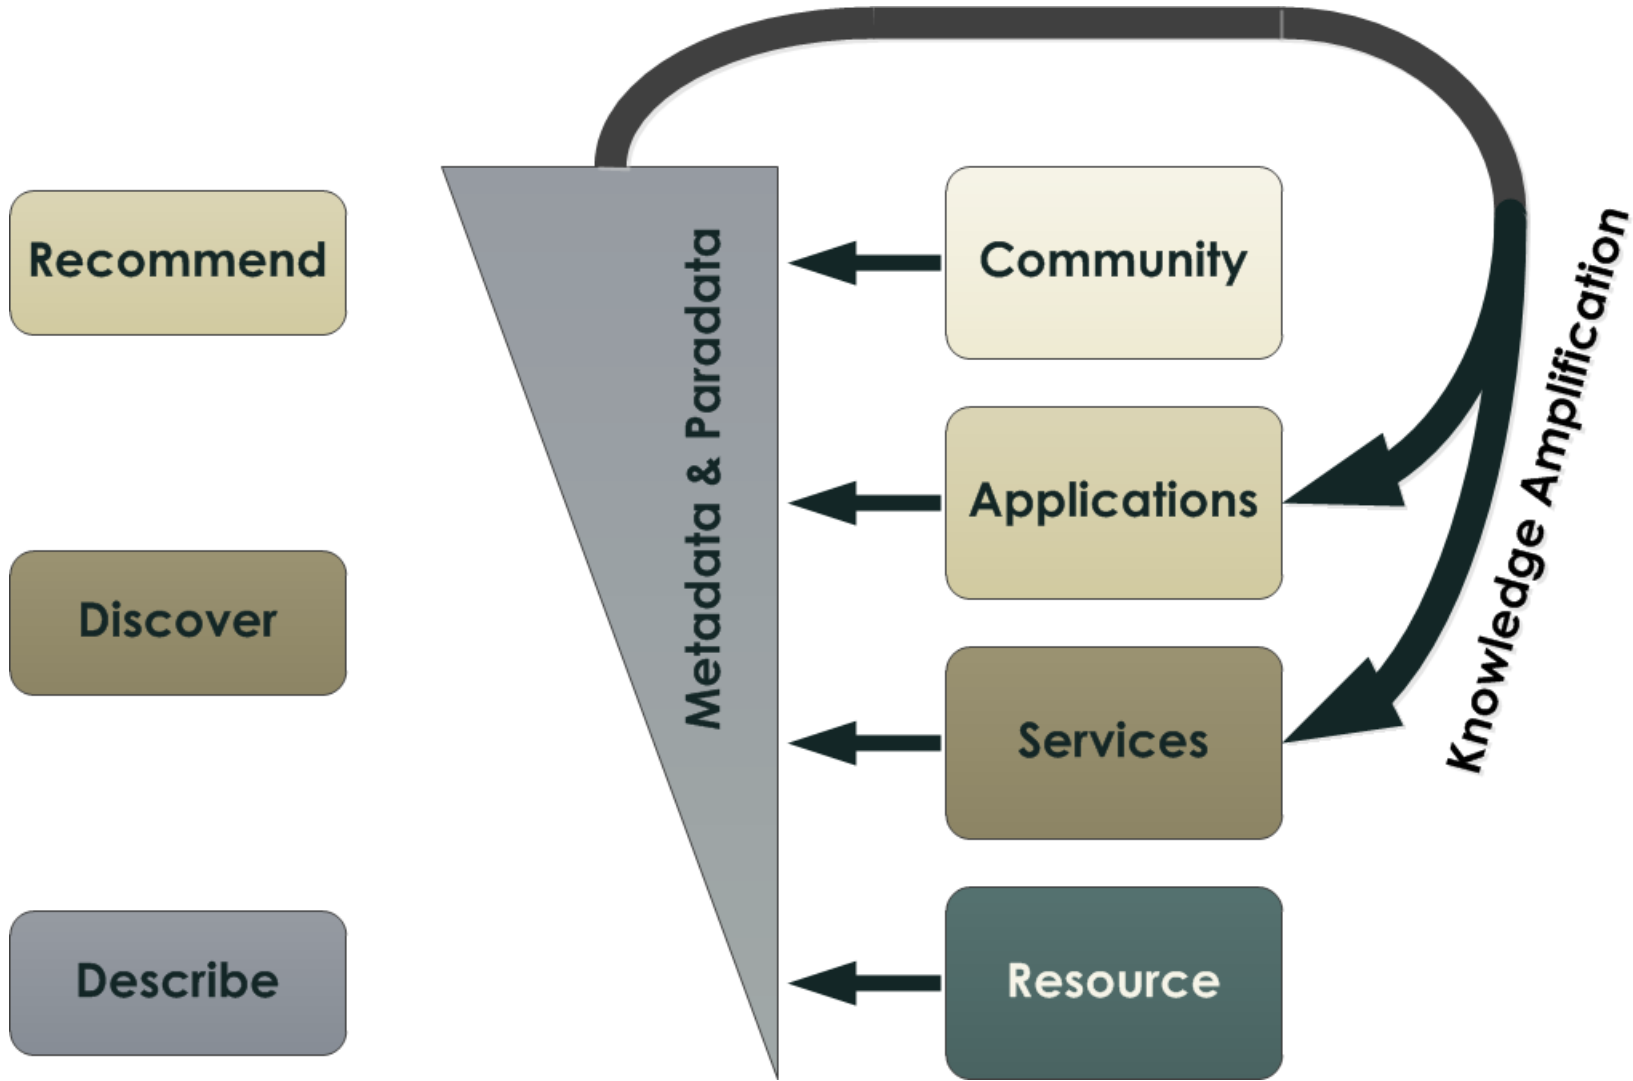 Recommend
Discover
Describe
Metadata & Paradata
Community
Applications
Services
Resource
Knowledge Amplification